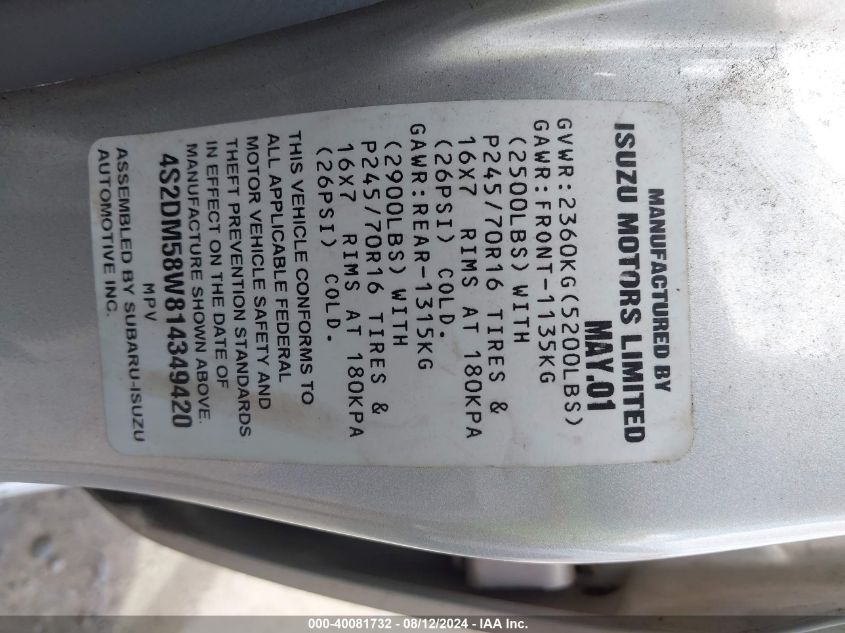 MANUFACTURED BY
ISUZU MOTORS LIMITED
MAY.01
GVWR:2360KG(5200LBS)
GAWR:FRONT-1135KG
(2500LBS) WITH
P245/70R16 TIRES &
16X7 RIMS AT 180KPA
(26PSI) COLD.
GAWR:REAR-1315KG
(2900LBS) WITH
P245/70R16 TIRES &
16X7 RIMS AT 180KPA
(26PSI) COLD.
THIS VEHICLE CONFORMS TO
ALL APPLICABLE FEDERAL
MOTOR VEHICLE SAFETY AND
THEFT PREVENTION STANDARDS
IN EFFECT ON THE DATE OF
MANUFACTURE SHOWN ABOVE.
4S2DM58W814349420
MPV
ASSEMBLED BY SUBARU-ISUZU
AUTOMOTIVE INC.
000-40081732 - 08/12/2024 - IAA Inc.